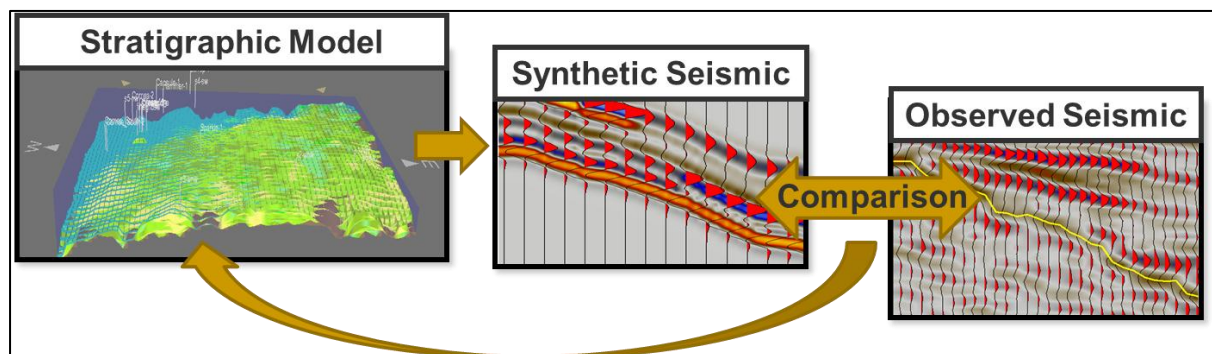 Stratigraphic Model
Synthetic Seismic
Observed Seismic
Comparison